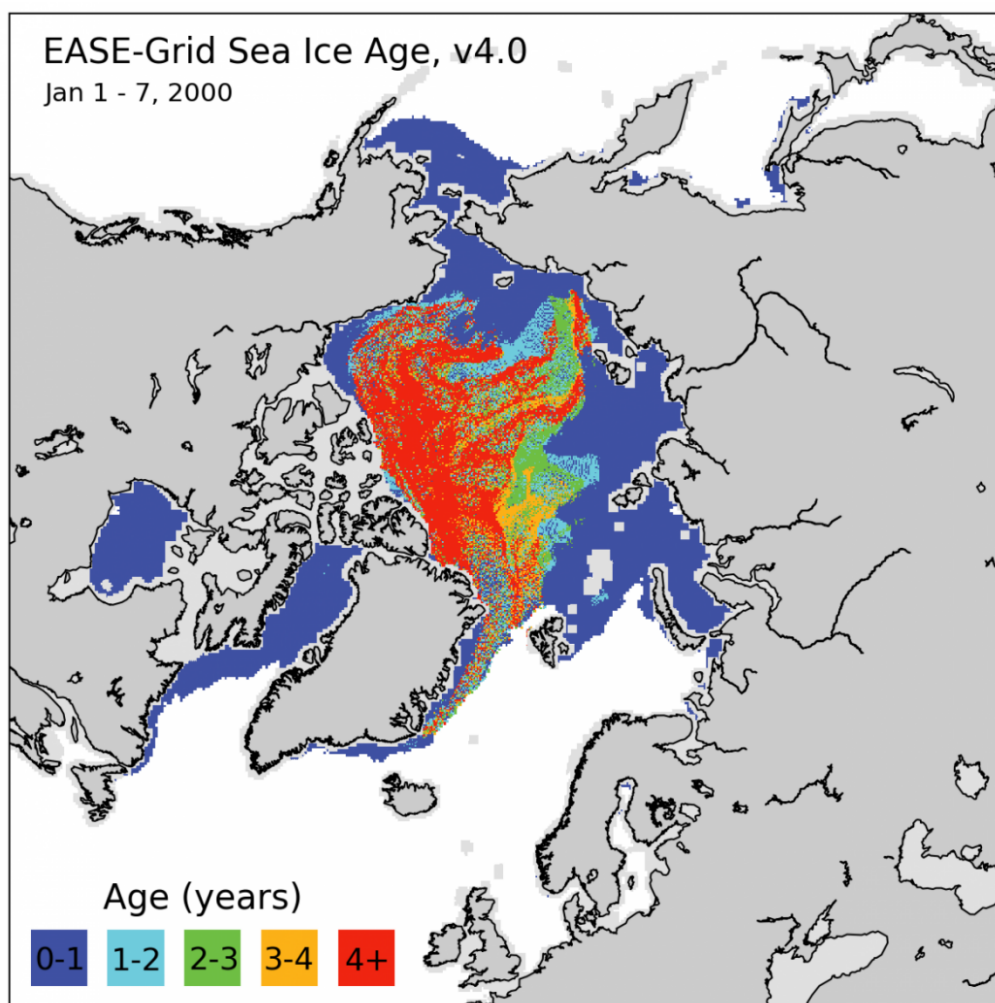 EASE-Grid Sea Ice Age, v4.0
Jan 1 - 7, 2000
Age (years)
0-1 1-2 2-3 3-4 4+